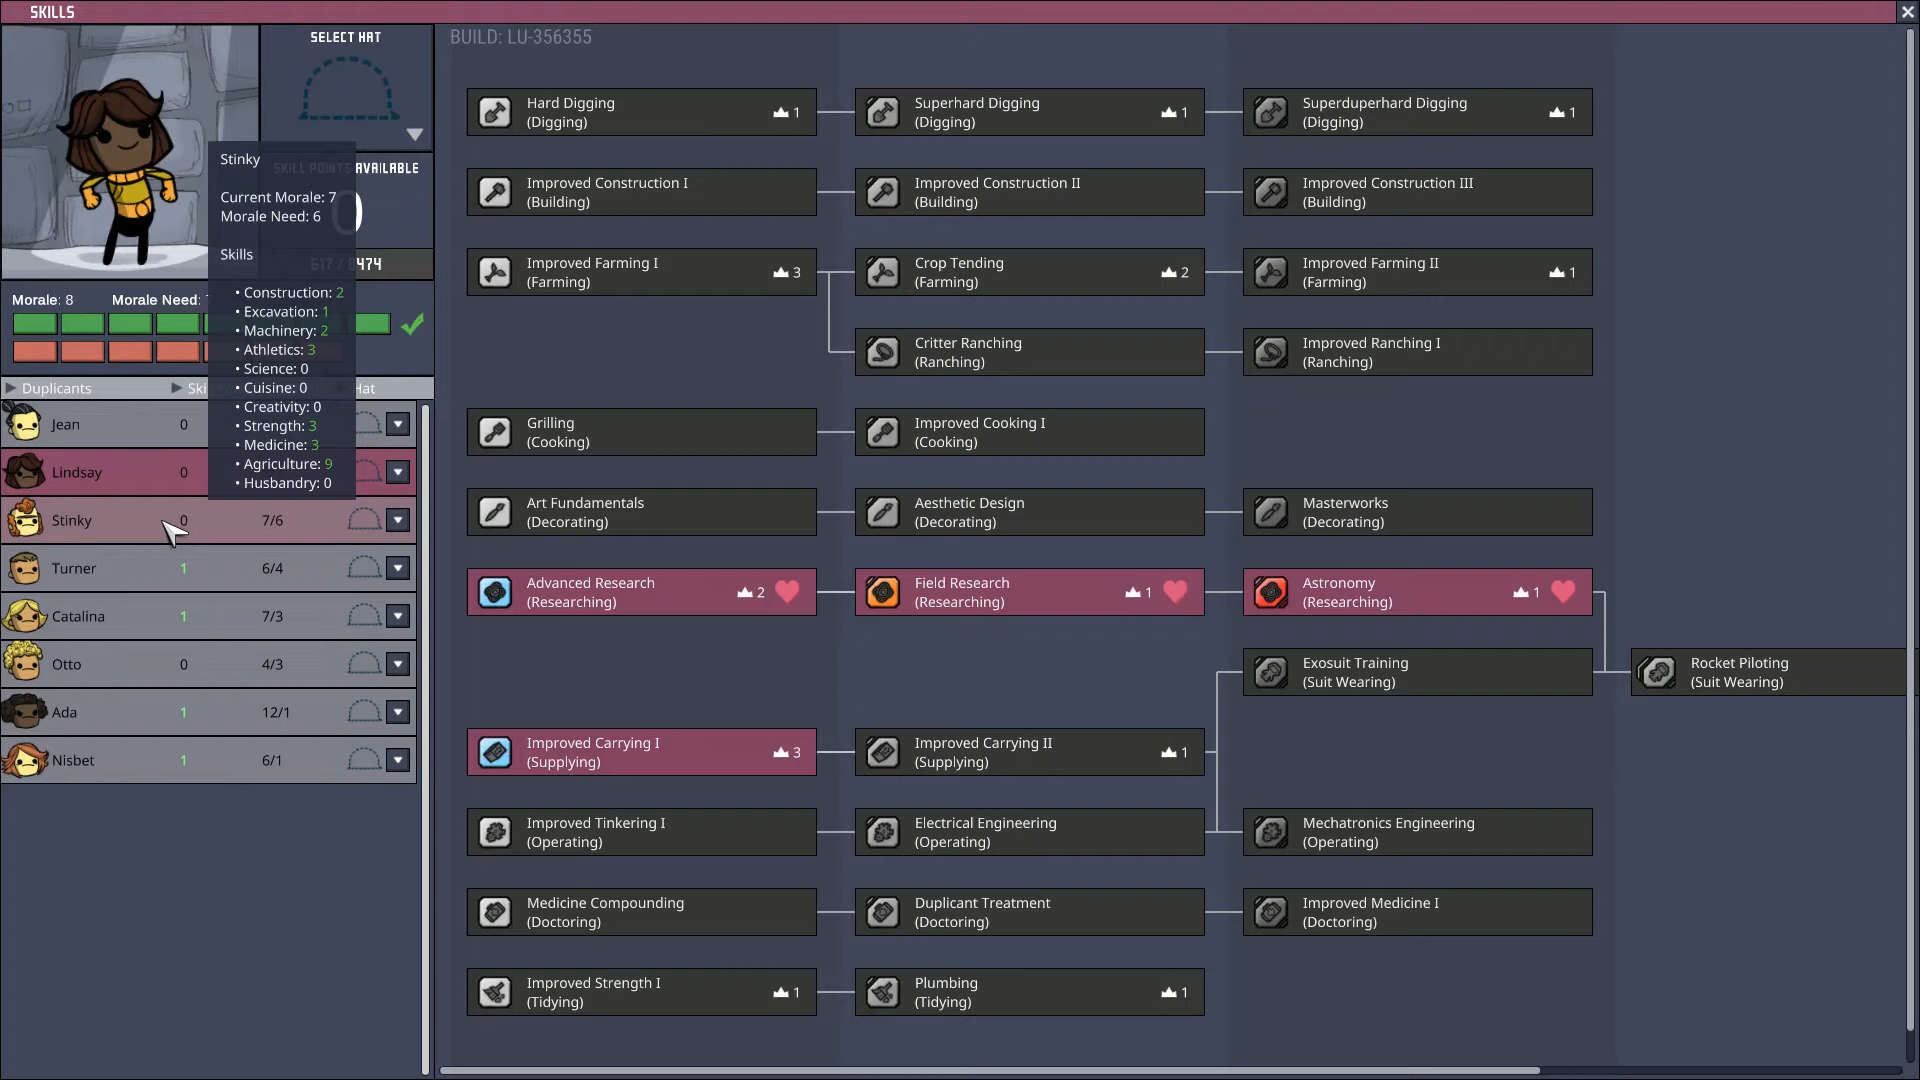 SKILLS
SELECT HAT
BUILD: LU-356355
Stinky
SKILL POINTS AVAILABLE
Current Morale: 7
Morale Need: 6
0
Skills
617 / 8474
Morale: 8 Morale Need:
• Construction: 2
• Excavation: 1
• Machinery: 2
• Athletics: 3
• Science: 0
• Cuisine: 0
• Creativity: 0
• Strength: 3
• Medicine: 3
• Agriculture: 9
• Husbandry: 0
Duplicants Hat
Jean 0
Lindsay 0
Stinky 0 7/6
Turner 1 6/4
Catalina 1 7/3
Otto 0 4/3
Ada 1 12/1
Nisbet 1 6/1
Hard Digging
(Digging)
1
Superhard Digging
(Digging)
1
Superduperhard Digging
(Digging)
1
Improved Construction I
(Building)
Improved Construction II
(Building)
Improved Construction III
(Building)
Improved Farming I
(Farming)
3
Crop Tending
(Farming)
2
Improved Farming II
(Farming)
1
Critter Ranching
(Ranching)
Improved Ranching I
(Ranching)
Grilling
(Cooking)
Improved Cooking I
(Cooking)
Art Fundamentals
(Decorating)
Aesthetic Design
(Decorating)
Masterworks
(Decorating)
Advanced Research
(Researching)
2
Field Research
(Researching)
1
Astronomy
(Researching)
1
Exosuit Training
(Suit Wearing)
Rocket Piloting
(Suit Wearing)
Improved Carrying I
(Supplying)
3
Improved Carrying II
(Supplying)
1
Improved Tinkering I
(Operating)
Electrical Engineering
(Operating)
Mechatronics Engineering
(Operating)
Medicine Compounding
(Doctoring)
Duplicant Treatment
(Doctoring)
Improved Medicine I
(Doctoring)
Improved Strength I
(Tidying)
1
Plumbing
(Tidying)
1